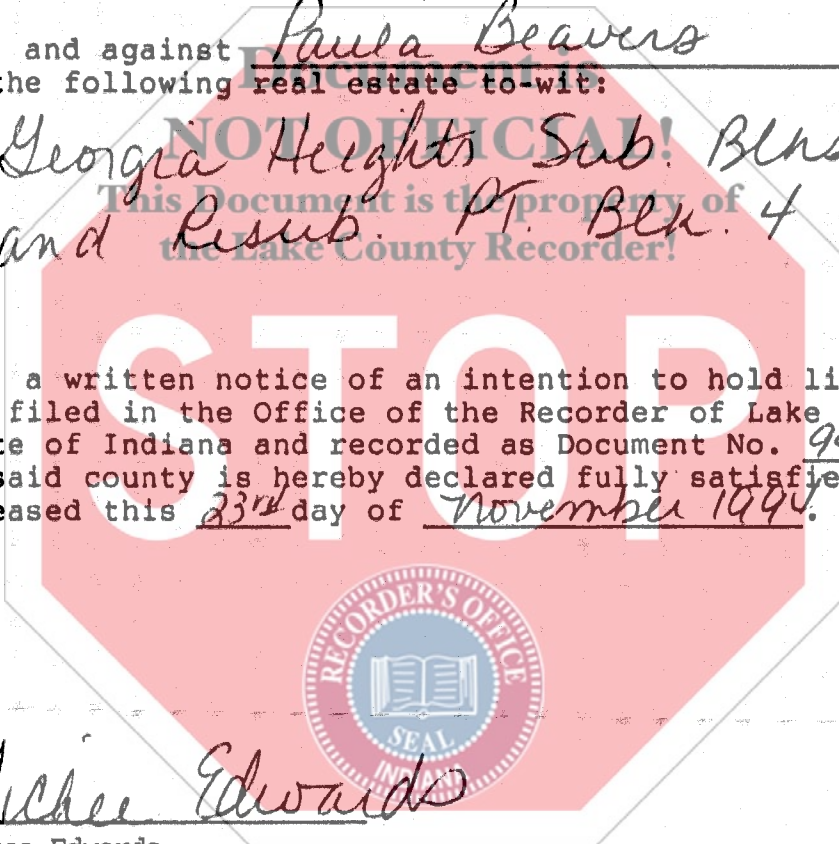 and against Paula Beavers
the following real estate to-wit:
Document is
NOT OFFICIAL!
This Document is the property of
the Lake County Recorder!
Georgia Heights Sub. Blks
and Resub. PT. Blk. 4
STOP
a written notice of an intention to hold li
filed in the Office of the Recorder of Lake
te of Indiana and recorded as Document No. 94
said county is hereby declared fully satisfie
eased this 23rd day of November 1994.
RECORDER'S OFFICE
SEAL
INDIANA
Edwards
Edwards